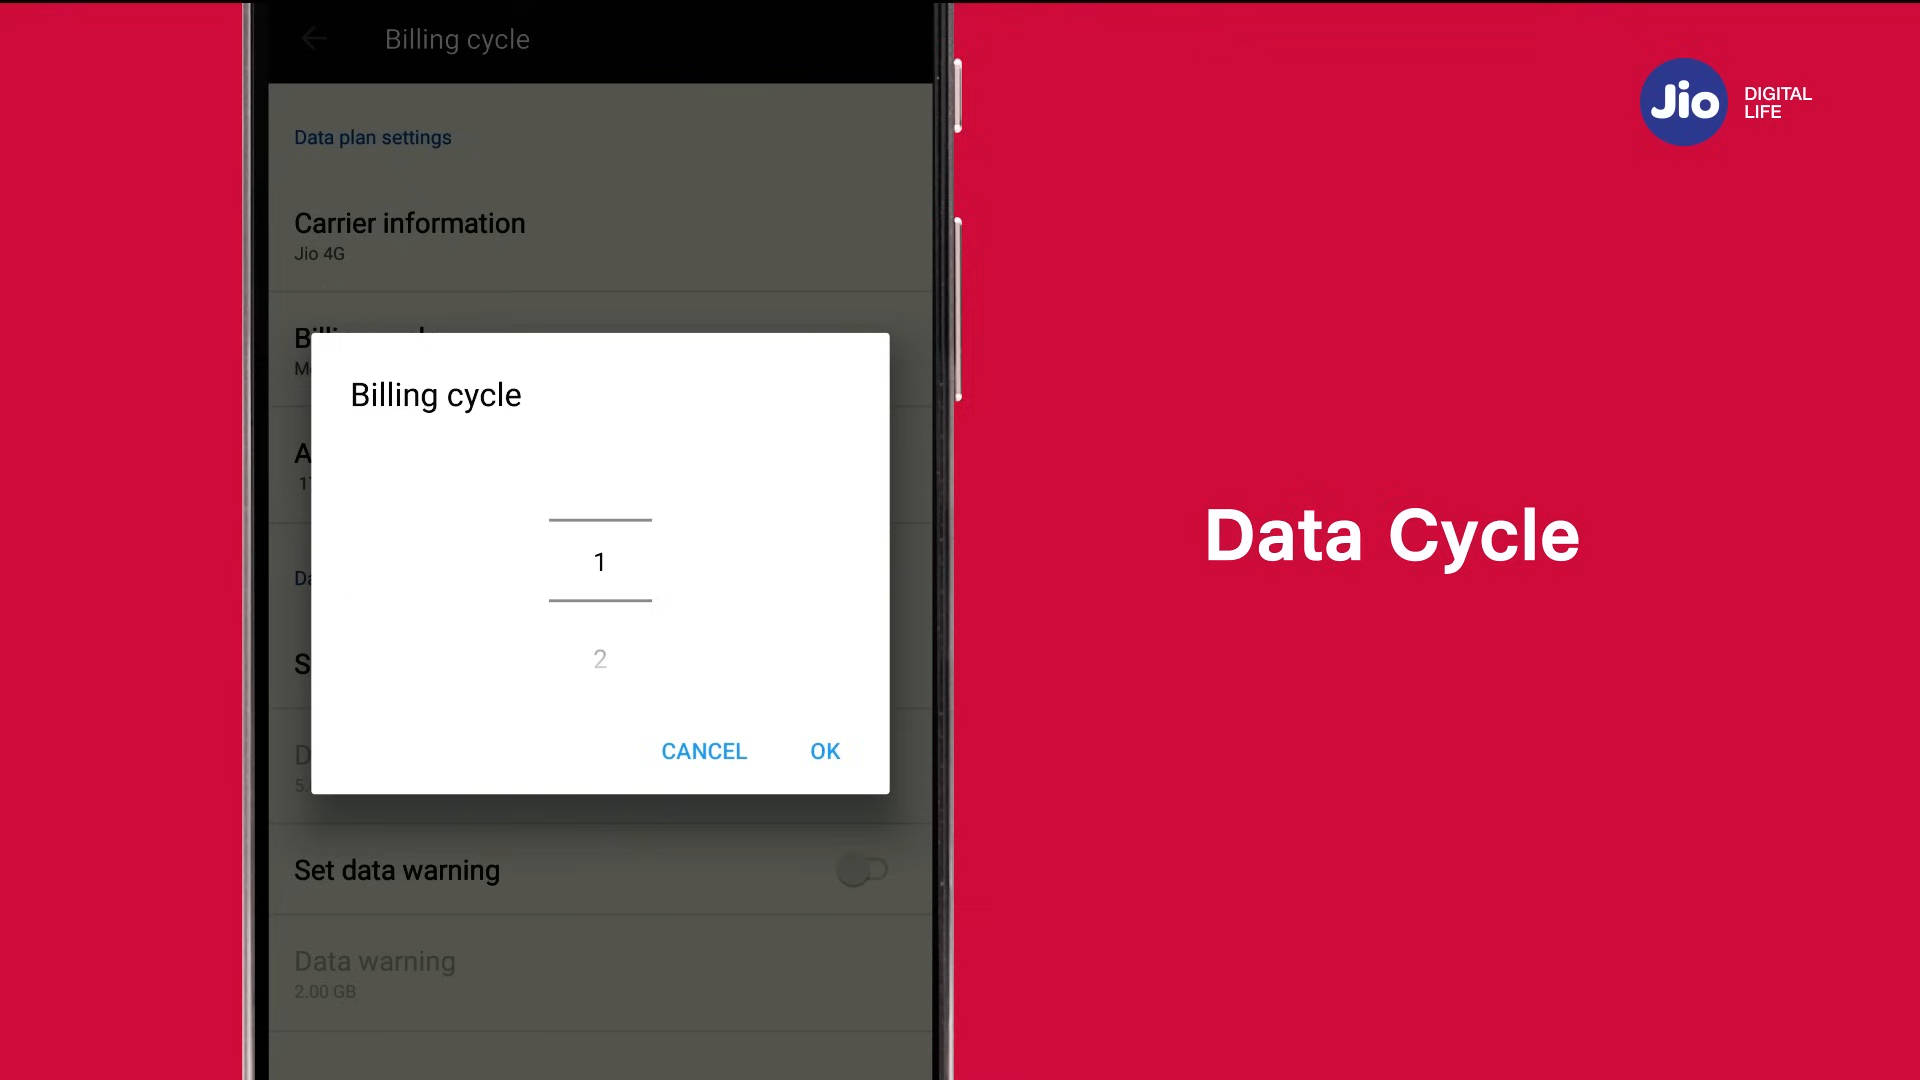 Billing cycle
Jio
DIGITAL
LIFE
Data plan settings
Carrier information
Jio 4G
Billing cycle
1
2
CANCEL
OK
Set data warning
Data warning
2.00 GB
Data Cycle